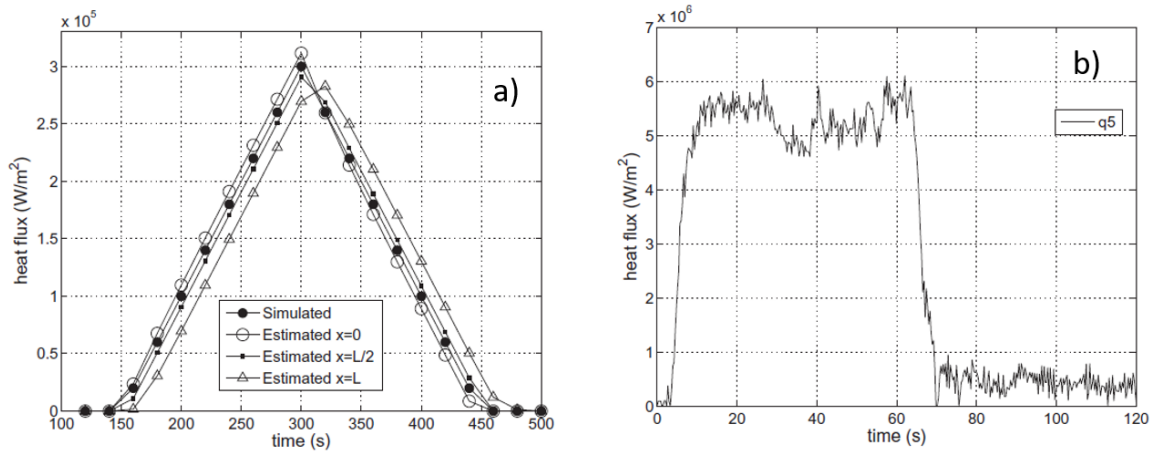 x 10^5
a)
heat flux (W/m²)
3
2.5
2
1.5
1
0.5
0
100 150 200 250 300 350 400 450 500
time (s)
Simulated
Estimated x=0
Estimated x=L/2
Estimated x=L
x 10^6
b)
heat flux (W/m²)
7
6
5
4
3
2
1
0
0 20 40 60 80 100 120
time (s)
q5